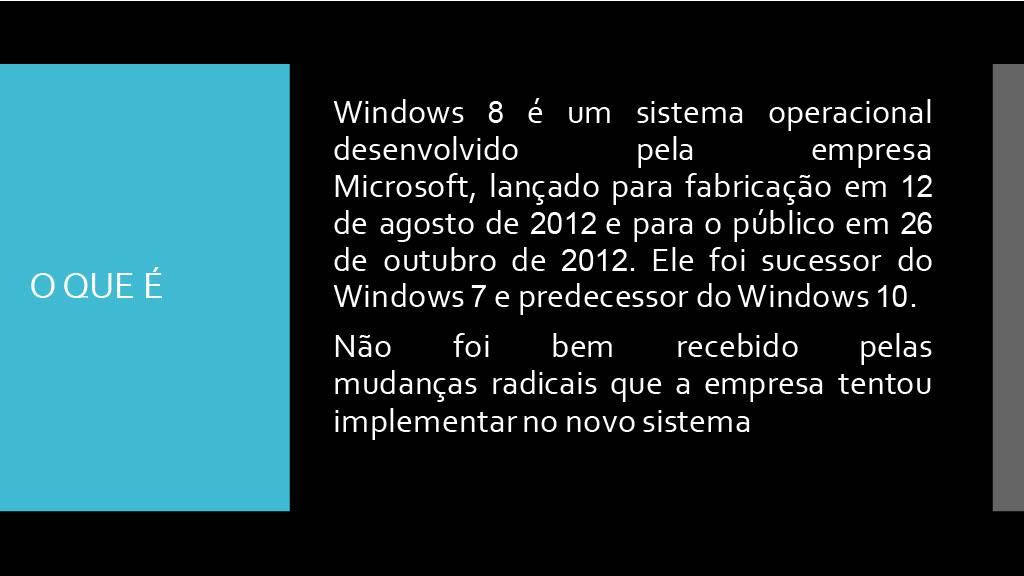 O QUE É
Windows 8 é um sistema operacional
desenvolvido pela empresa
Microsoft, lançado para fabricação em 12
de agosto de 2012 e para o público em 26
de outubro de 2012. Ele foi sucessor do
Windows 7 e predecessor do Windows 10.
Não foi bem recebido pelas
mudanças radicais que a empresa tentou
implementar no novo sistema